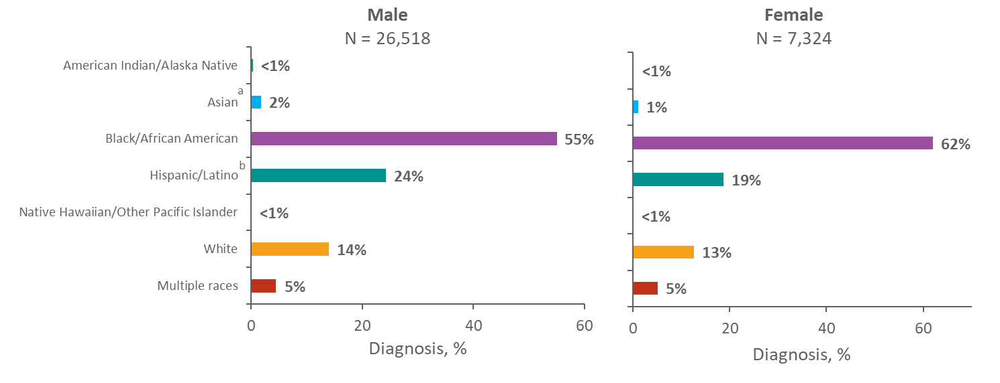 Male
N = 26,518
American Indian/Alaska Native <1%
Asian a 2%
Black/African American 55%
Hispanic/Latino b 24%
Native Hawaiian/Other Pacific Islander <1%
White 14%
Multiple races 5%
0 20 40 60
Diagnosis, %
Female
N = 7,324
<1%
1%
62%
19%
<1%
13%
5%
0 20 40 60
Diagnosis, %